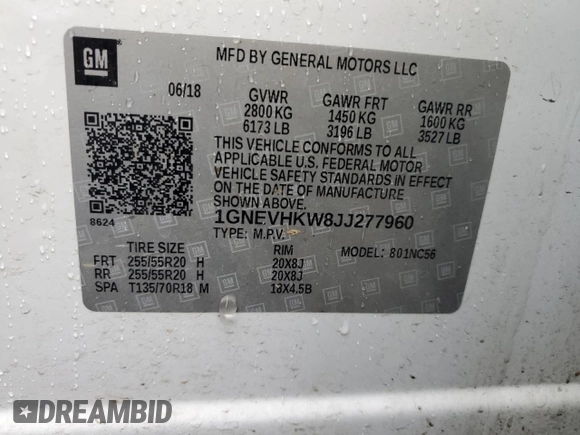 GM
MFD BY GENERAL MOTORS LLC
06/18
GVWR GAWR FRT GAWR RR
2800 KG 1450 KG 1600 KG
6173 LB 3196 LB 3527 LB
THIS VEHICLE CONFORMS TO ALL
APPLICABLE U.S. FEDERAL MOTOR
VEHICLE SAFETY STANDARDS IN EFFECT
ON THE DATE OF MANUFACTURE
SHOWN ABOVE.
8624
1GNEVHKW8JJ277960
TYPE: M.P.V.
MODEL: 801NC56
TIRE SIZE RIM
FRT 255/55R20 H 20X8J
RR 255/55R20 H 20X8J
SPA T135/70R18 M 18X4.5B
DREAMBID